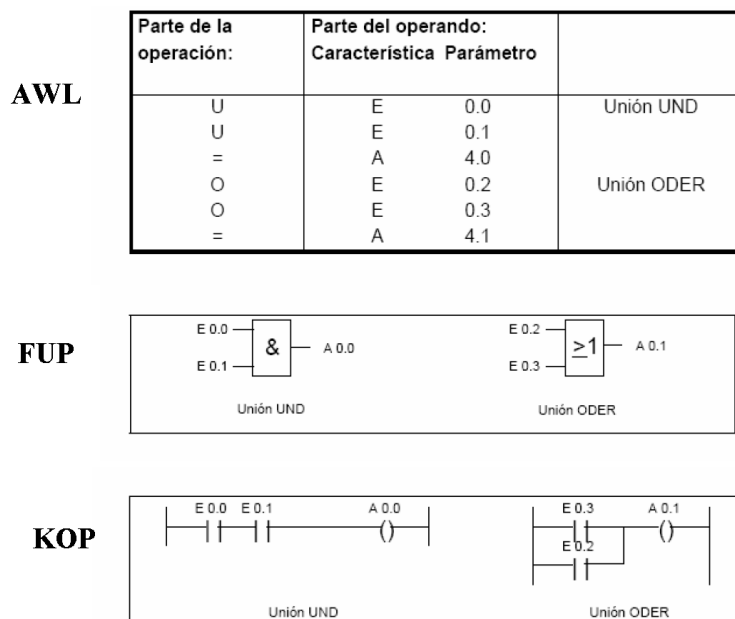 Parte de la
operación:
Parte del operando:
Característica Parámetro
AWL
U E 0.0 Unión UND
U E 0.1
= A 4.0
O E 0.2 Unión ODER
O E 0.3
= A 4.1
FUP
E 0.0
E 0.1
& A 0.0
Unión UND
E 0.2
E 0.3
≥1 A 0.1
Unión ODER
KOP
E 0.0 E 0.1 A 0.0
Unión UND
E 0.3 A 0.1
E 0.2
Unión ODER